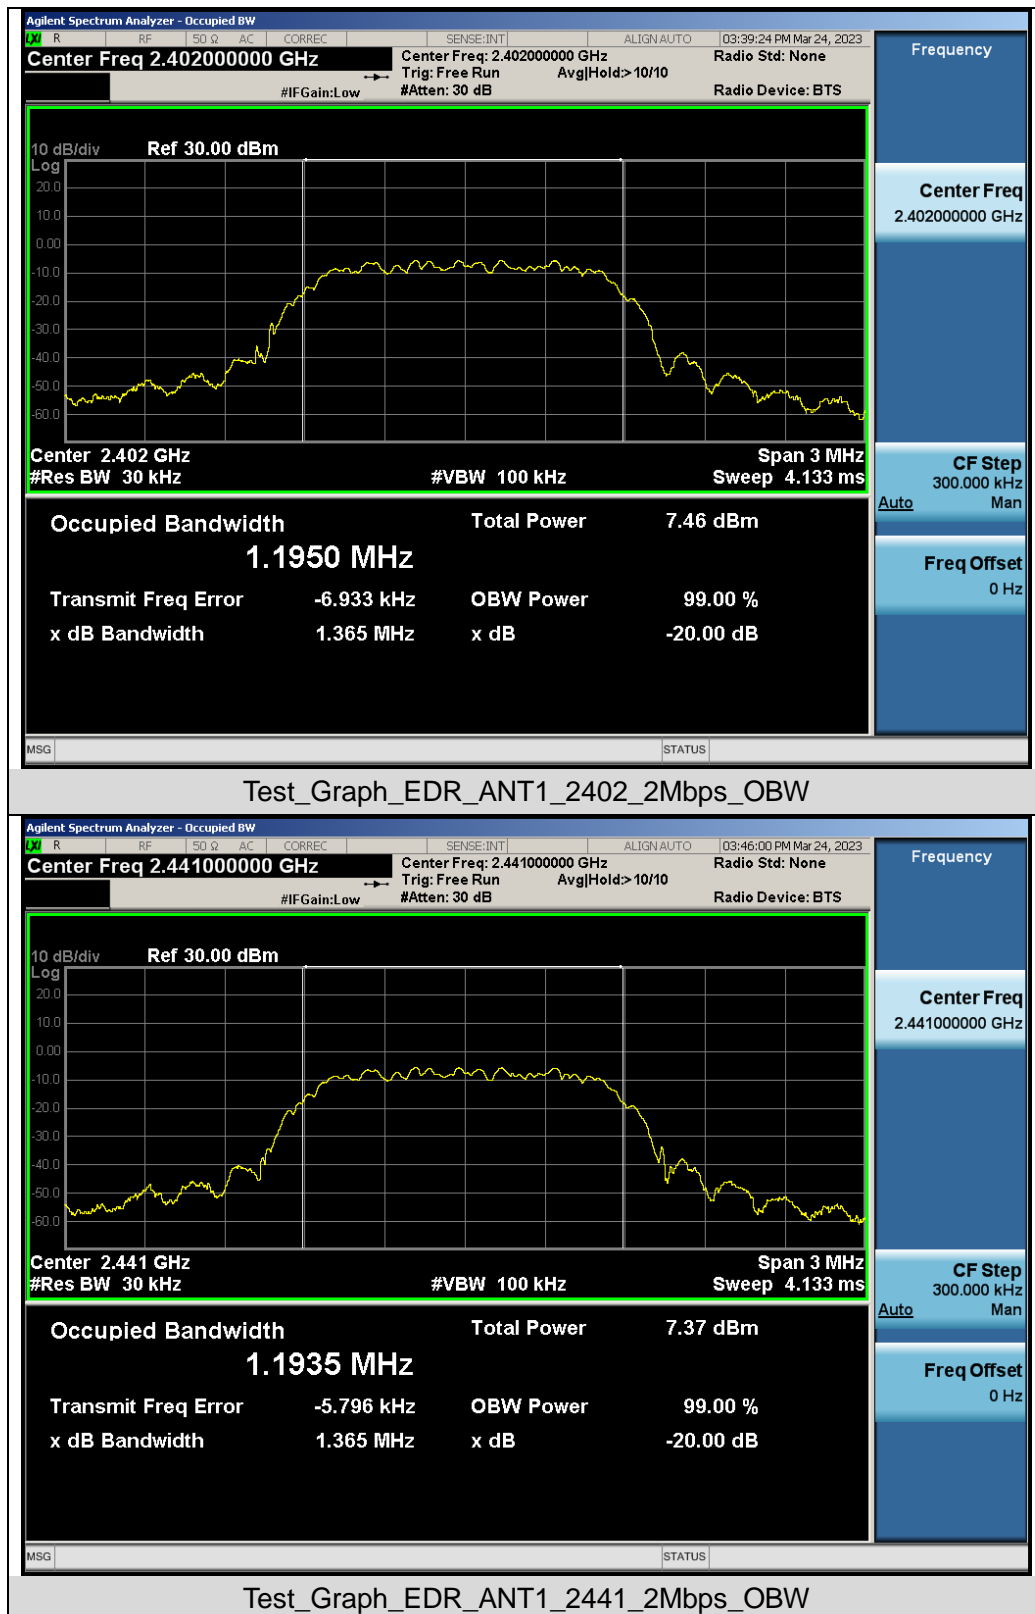 Agilent Spectrum Analyzer - Occupied BW
LXI R RF 50 Ω AC CORREC SENSE:INT ALIGN AUTO 03:39:24 PM Mar 24, 2023
Center Freq 2.402000000 GHz Center Freq: 2.402000000 GHz Radio Std: None Frequency
Trig: Free Run Avg|Hold:> 10/10
#IFGain:Low #Atten: 30 dB Radio Device: BTS
10 dB/div Ref 30.00 dBm
Log
20.0
10.0
0.00
-10.0
-20.0
-30.0
-40.0
-50.0
-60.0
Center 2.402 GHz Span 3 MHz
#Res BW 30 kHz #VBW 100 kHz Sweep 4.133 ms
Center Freq
2.402000000 GHz
CF Step
300.000 kHz
Auto Man
Freq Offset
0 Hz
Occupied Bandwidth Total Power 7.46 dBm
1.1950 MHz
Transmit Freq Error -6.933 kHz OBW Power 99.00 %
x dB Bandwidth 1.365 MHz x dB -20.00 dB
MSG STATUS
Test_Graph_EDR_ANT1_2402_2Mbps_OBW
Agilent Spectrum Analyzer - Occupied BW
LXI R RF 50 Ω AC CORREC SENSE:INT ALIGN AUTO 03:46:00 PM Mar 24, 2023
Center Freq 2.441000000 GHz Center Freq: 2.441000000 GHz Radio Std: None Frequency
Trig: Free Run Avg|Hold:> 10/10
#IFGain:Low #Atten: 30 dB Radio Device: BTS
10 dB/div Ref 30.00 dBm
Log
20.0
10.0
0.00
-10.0
-20.0
-30.0
-40.0
-50.0
-60.0
Center 2.441 GHz Span 3 MHz
#Res BW 30 kHz #VBW 100 kHz Sweep 4.133 ms
Center Freq
2.441000000 GHz
CF Step
300.000 kHz
Auto Man
Freq Offset
0 Hz
Occupied Bandwidth Total Power 7.37 dBm
1.1935 MHz
Transmit Freq Error -5.796 kHz OBW Power 99.00 %
x dB Bandwidth 1.365 MHz x dB -20.00 dB
MSG STATUS
Test_Graph_EDR_ANT1_2441_2Mbps_OBW